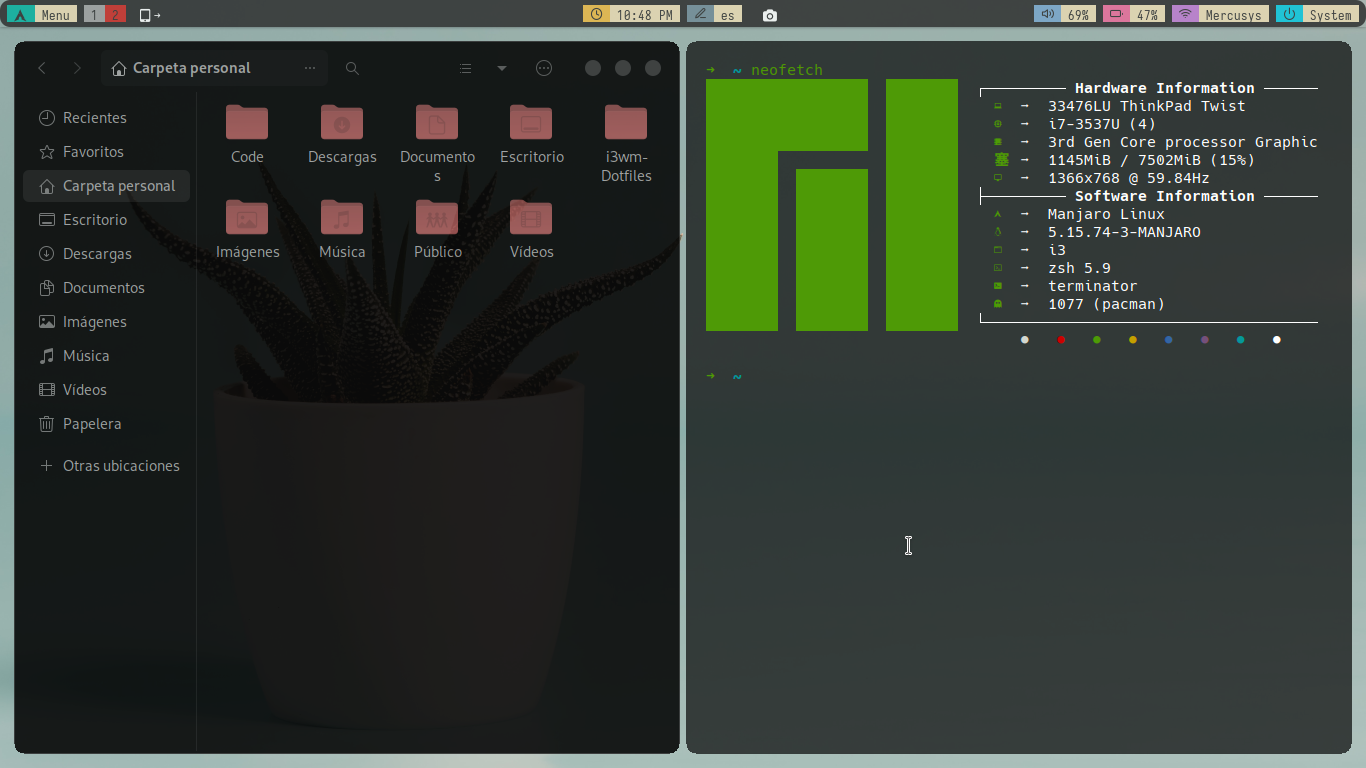 Menu 1 2 10:48 PM es 69% 47% Mercusys System
Carpeta personal
Recientes
Favoritos
Carpeta personal
Escritorio
Descargas
Documentos
Imágenes
Música
Vídeos
Papelera
Otras ubicaciones
Code Descargas Documento
s Escritorio i3wm-
Dotfiles
Imágenes Música Público Vídeos
→ ~ neofetch
Hardware Information
→ 33476LU ThinkPad Twist
→ i7-3537U (4)
→ 3rd Gen Core processor Graphic
→ 1145MiB / 7502MiB (15%)
→ 1366x768 @ 59.84Hz
Software Information
→ Manjaro Linux
→ 5.15.74-3-MANJARO
→ i3
→ zsh 5.9
→ terminator
→ 1077 (pacman)
→ ~